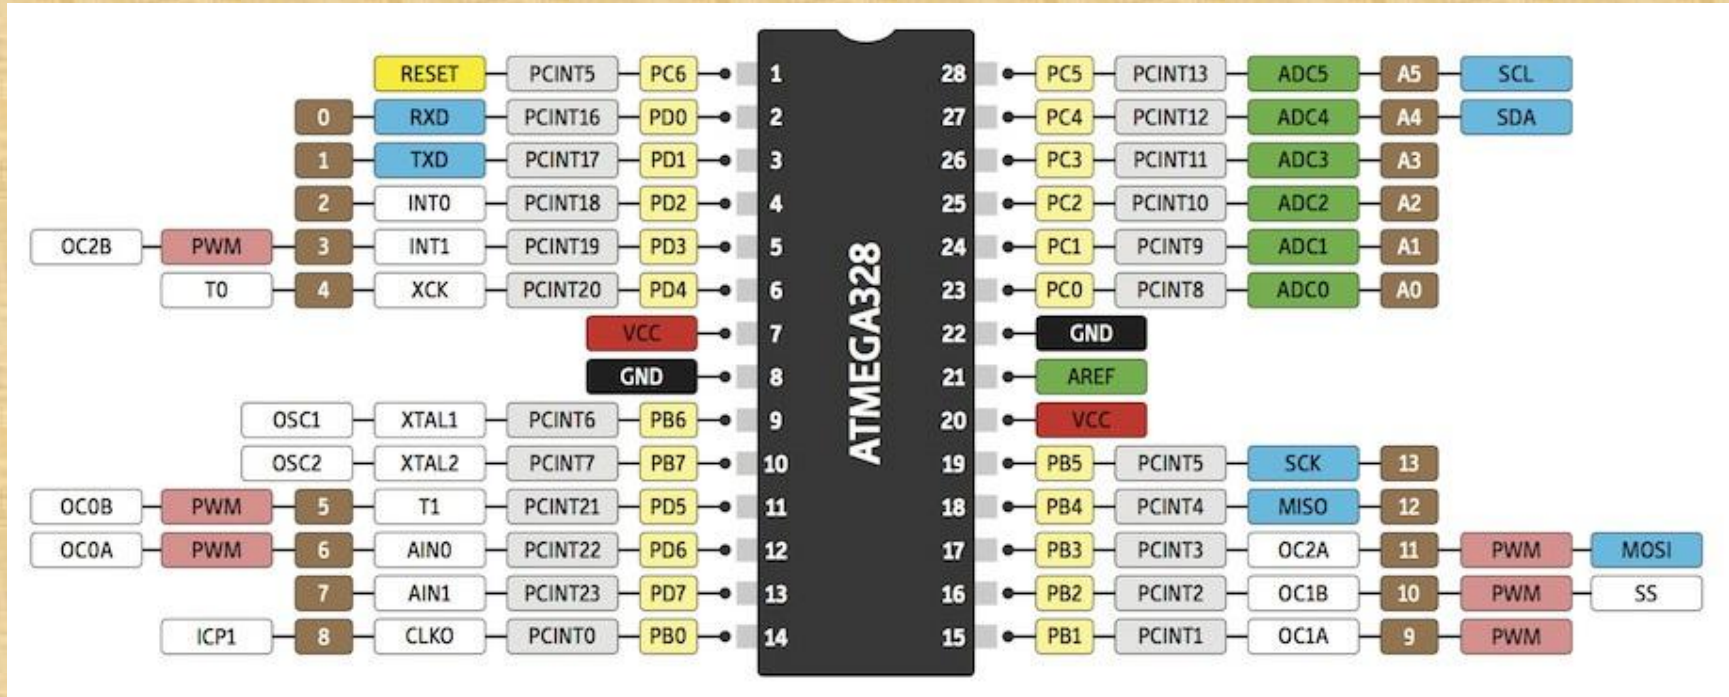 RESET PCINT5 PC6 1 28 PC5 PCINT13 ADC5 A5 SCL
0 RXD PCINT16 PD0 2 27 PC4 PCINT12 ADC4 A4 SDA
1 TXD PCINT17 PD1 3 26 PC3 PCINT11 ADC3 A3
2 INT0 PCINT18 PD2 4 25 PC2 PCINT10 ADC2 A2
OC2B PWM 3 INT1 PCINT19 PD3 5 24 PC1 PCINT9 ADC1 A1
T0 4 XCK PCINT20 PD4 6 23 PC0 PCINT8 ADC0 A0
VCC 7 22 GND
GND 8 21 AREF
OSC1 XTAL1 PCINT6 PB6 9 20 VCC
OSC2 XTAL2 PCINT7 PB7 10 19 PB5 PCINT5 SCK 13
OC0B PWM 5 T1 PCINT21 PD5 11 18 PB4 PCINT4 MISO 12
OC0A PWM 6 AIN0 PCINT22 PD6 12 17 PB3 PCINT3 OC2A 11 PWM MOSI
7 AIN1 PCINT23 PD7 13 16 PB2 PCINT2 OC1B 10 PWM SS
ICP1 8 CLKO PCINT0 PB0 14 15 PB1 PCINT1 OC1A 9 PWM
ATMEGA328